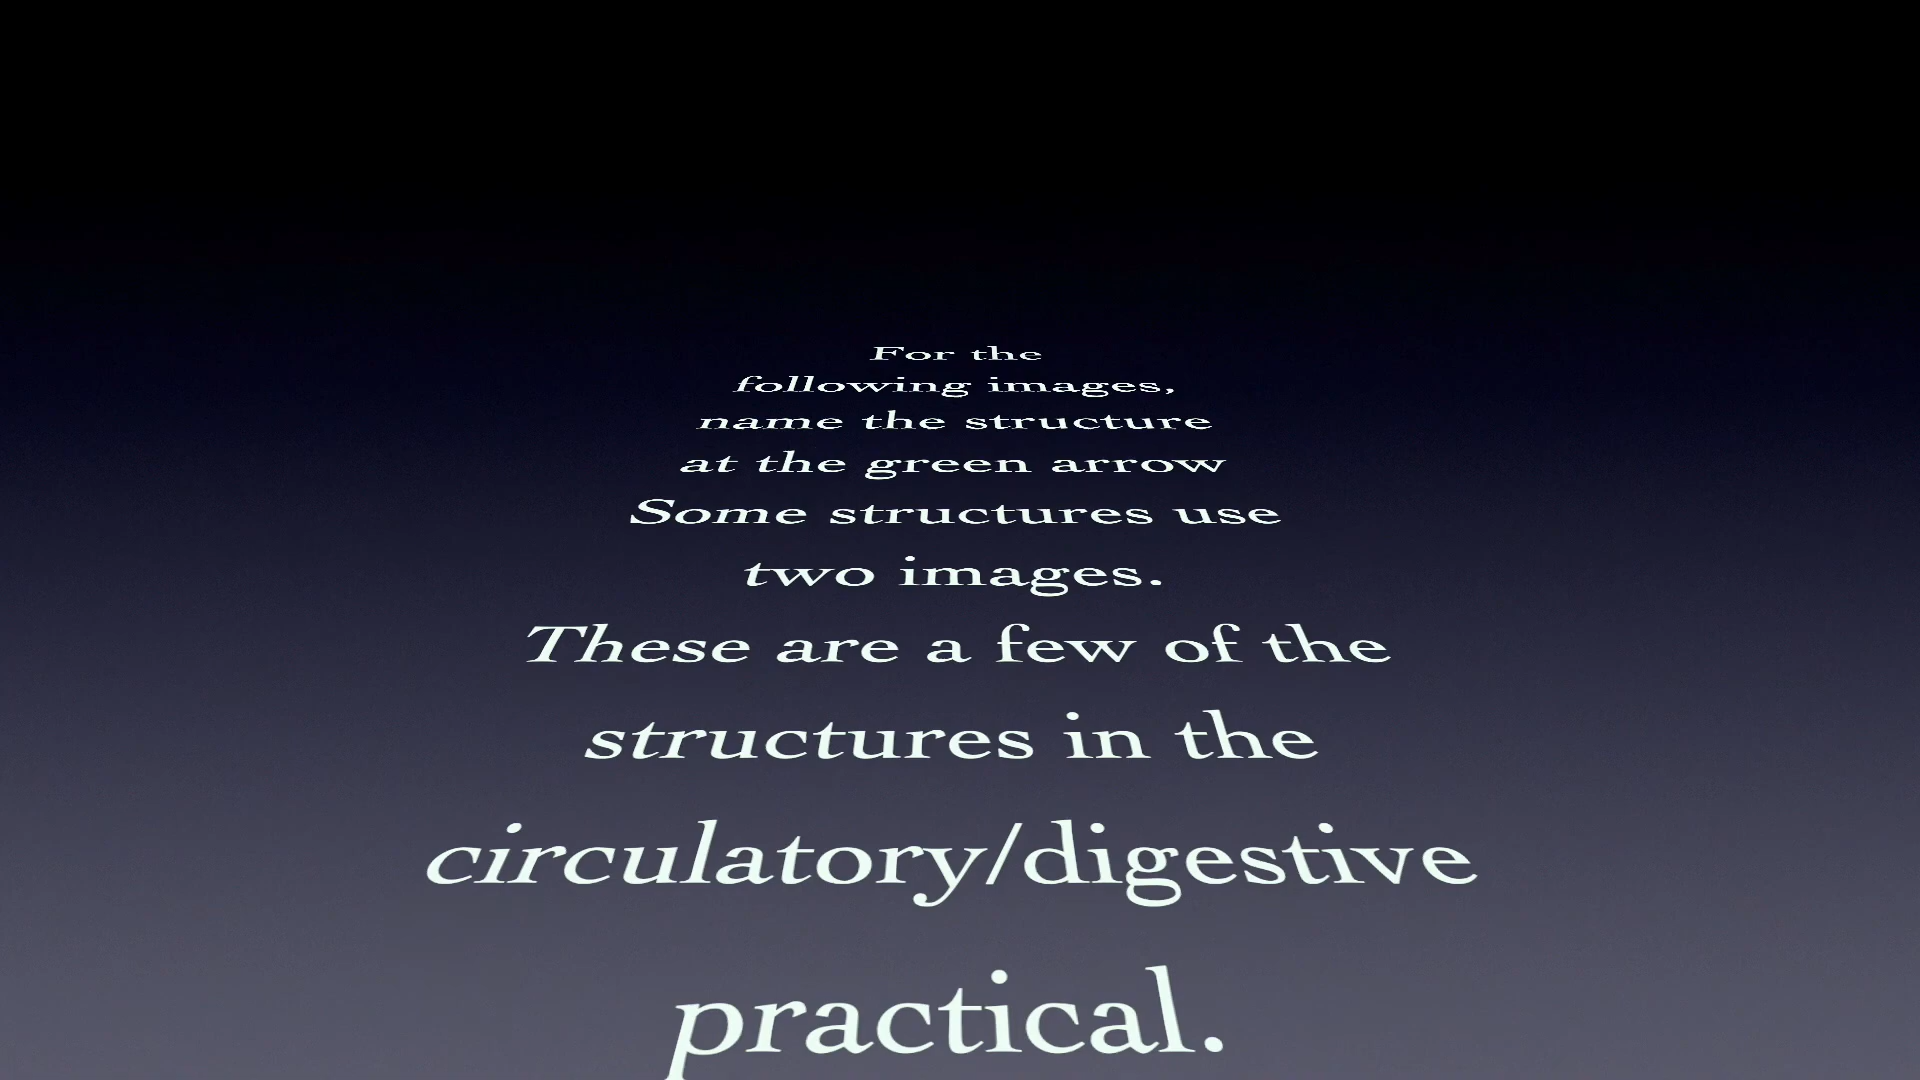 For the
following images,
name the structure
at the green arrow
Some structures use
two images.
These are a few of the
structures in the
circulatory/digestive
practical.